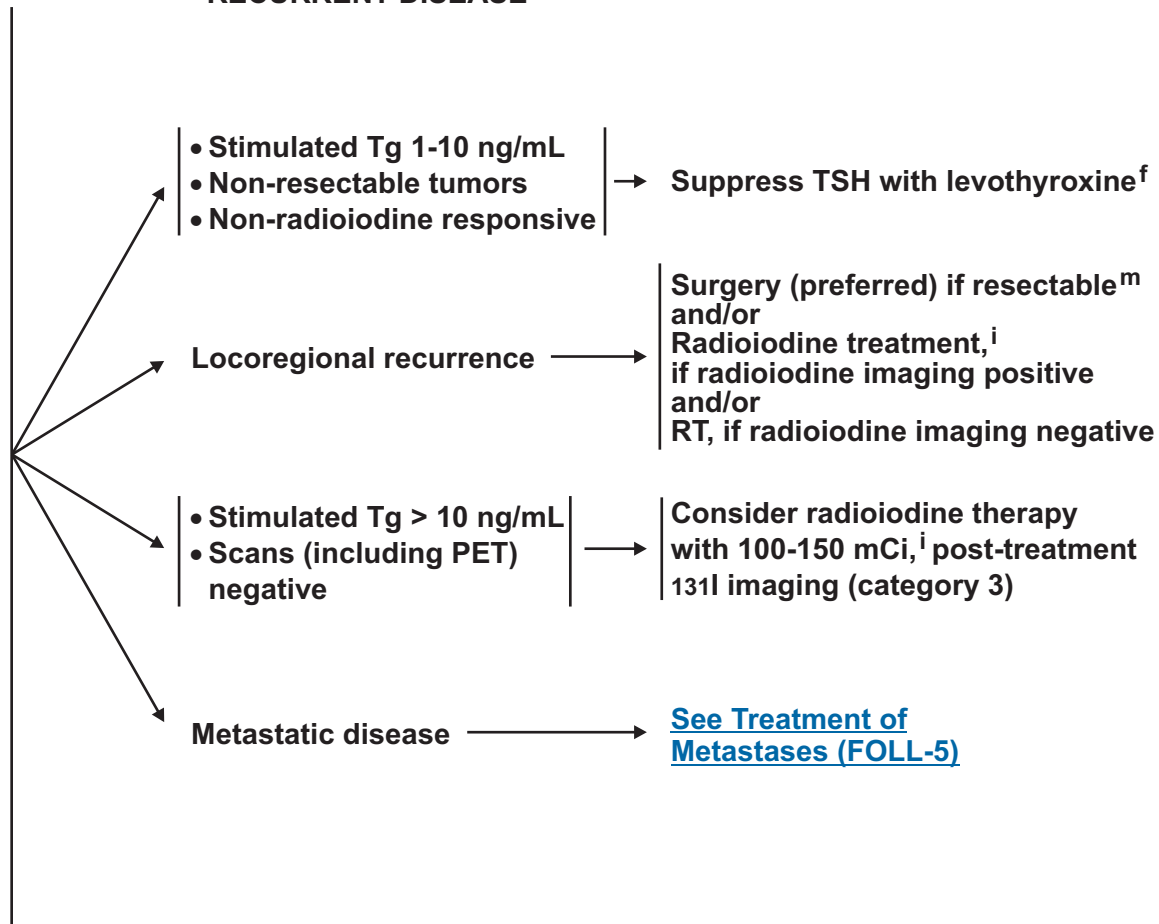 RECURRENT DISEASE
• Stimulated Tg 1-10 ng/mL
• Non-resectable tumors
• Non-radioiodine responsive
Suppress TSH with levothyroxine f
Locoregional recurrence
Surgery (preferred) if resectable m
and/or
Radioiodine treatment, i
if radioiodine imaging positive
and/or
RT, if radioiodine imaging negative
• Stimulated Tg > 10 ng/mL
• Scans (including PET)
negative
Consider radioiodine therapy
with 100-150 mCi, i post-treatment
131I imaging (category 3)
Metastatic disease
See Treatment of
Metastases (FOLL-5)